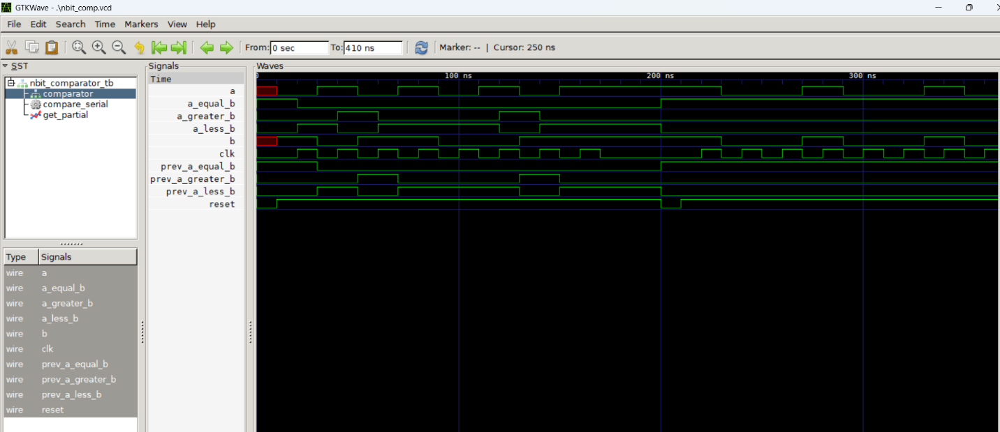 GTKWave - .\nbit_comp.vcd
File Edit Search Time Markers View Help
From: 0 sec To: 410 ns Marker: -- | Cursor: 250 ns
SST
nbit_comparator_tb
comparator
compare_serial
get_partial
Type Signals
wire a
wire a_equal_b
wire a_greater_b
wire a_less_b
wire b
wire clk
wire prev_a_equal_b
wire prev_a_greater_b
wire prev_a_less_b
wire reset
Signals
Time
a
a_equal_b
a_greater_b
a_less_b
b
clk
prev_a_equal_b
prev_a_greater_b
prev_a_less_b
reset
Waves
100 ns 200 ns 300 ns